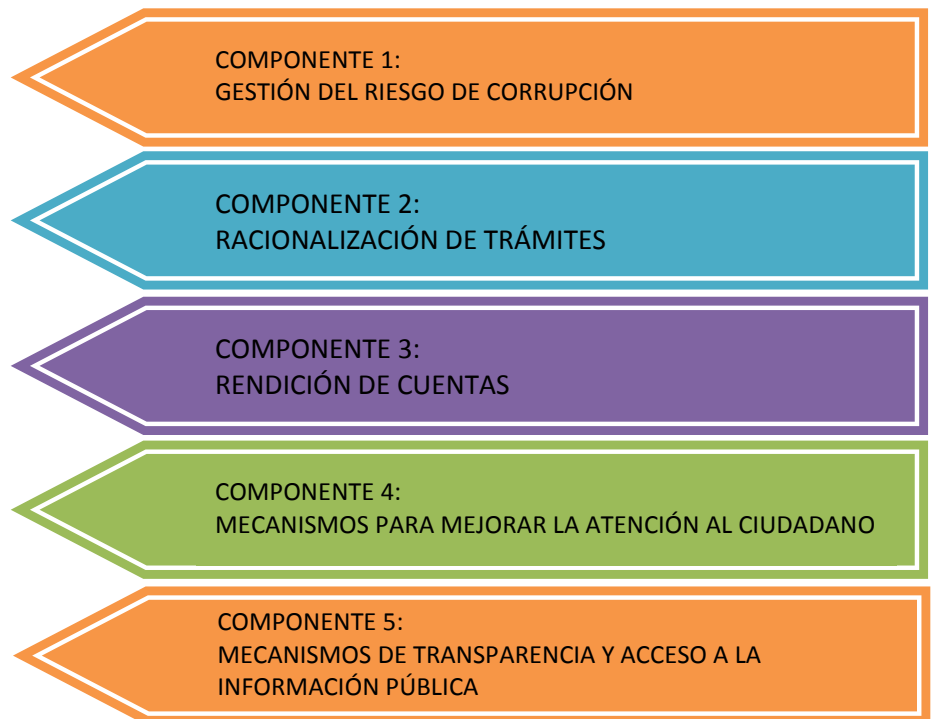 COMPONENTE 1:
GESTIÓN DEL RIESGO DE CORRUPCIÓN
COMPONENTE 2:
RACIONALIZACIÓN DE TRÁMITES
COMPONENTE 3:
RENDICIÓN DE CUENTAS
COMPONENTE 4:
MECANISMOS PARA MEJORAR LA ATENCIÓN AL CIUDADANO
COMPONENTE 5:
MECANISMOS DE TRANSPARENCIA Y ACCESO A LA
INFORMACIÓN PÚBLICA